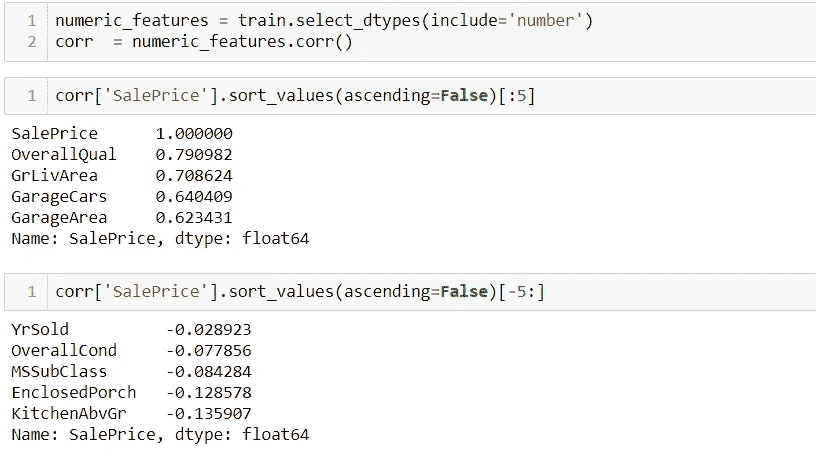 1 numeric_features = train.select_dtypes(include='number')
2 corr  = numeric_features.corr()
1 corr['SalePrice'].sort_values(ascending=False)[:5]
SalePrice      1.000000
OverallQual    0.790982
GrLivArea      0.708624
GarageCars     0.640409
GarageArea     0.623431
Name: SalePrice, dtype: float64
1 corr['SalePrice'].sort_values(ascending=False)[-5:]
YrSold          -0.028923
OverallCond     -0.077856
MSSubClass      -0.084284
EnclosedPorch   -0.128578
KitchenAbvGr    -0.135907
Name: SalePrice, dtype: float64